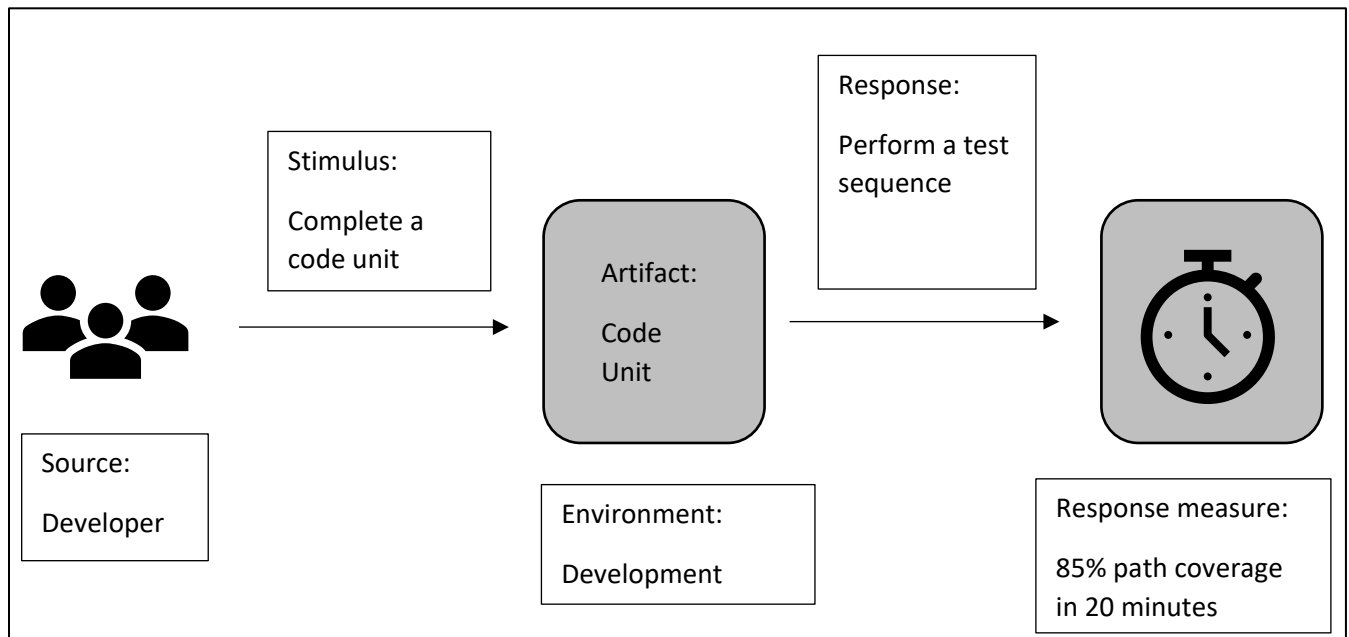 Stimulus:
Complete a
code unit
Response:
Perform a test
sequence
Artifact:
Code
Unit
Source:
Developer
Environment:
Development
Response measure:
85% path coverage
in 20 minutes